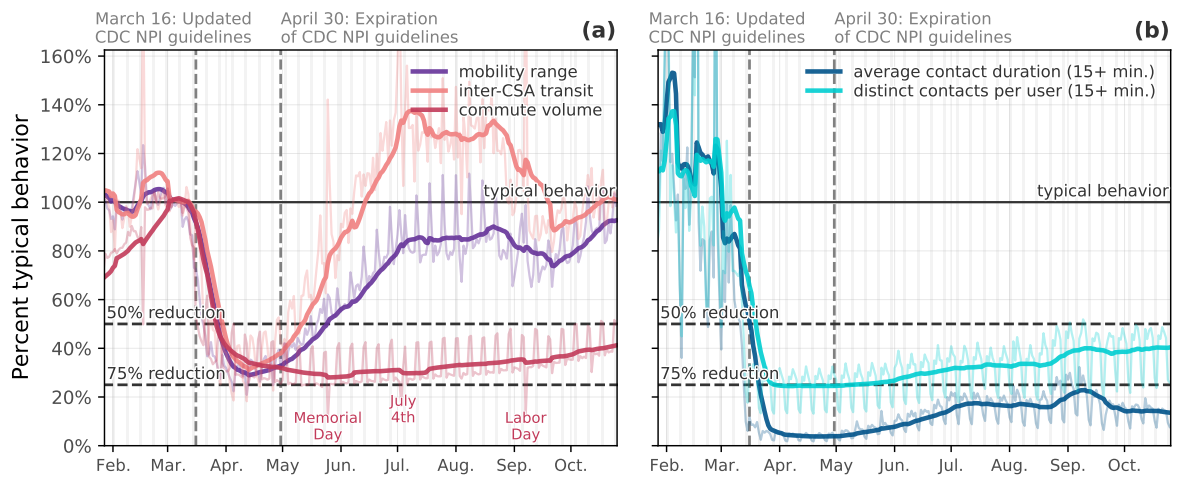 March 16: Updated
CDC NPI guidelines
April 30: Expiration
of CDC NPI guidelines
(a)
160%
140%
120%
100%
80%
60%
40%
20%
0%
Percent typical behavior
mobility range
inter-CSA transit
commute volume
typical behavior
50% reduction
75% reduction
Memorial
Day
July
4th
Labor
Day
Feb. Mar. Apr. May Jun. Jul. Aug. Sep. Oct.
March 16: Updated
CDC NPI guidelines
April 30: Expiration
of CDC NPI guidelines
(b)
average contact duration (15+ min.)
distinct contacts per user (15+ min.)
typical behavior
50% reduction
75% reduction
Feb. March Apr. May Jun. Jul. Aug. Sep. Oct.